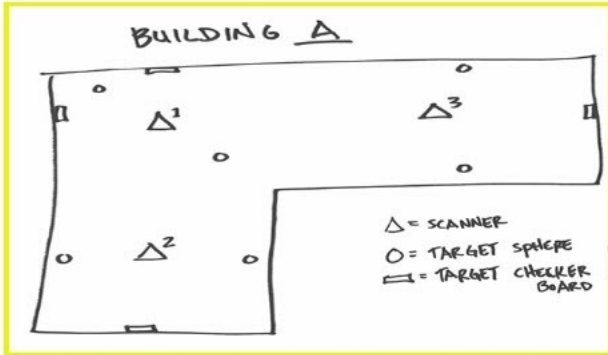 BUILDING A
1
3
2
△ = SCANNER
○ = TARGET SPHERE
▭ = TARGET CHECKER
BOARD